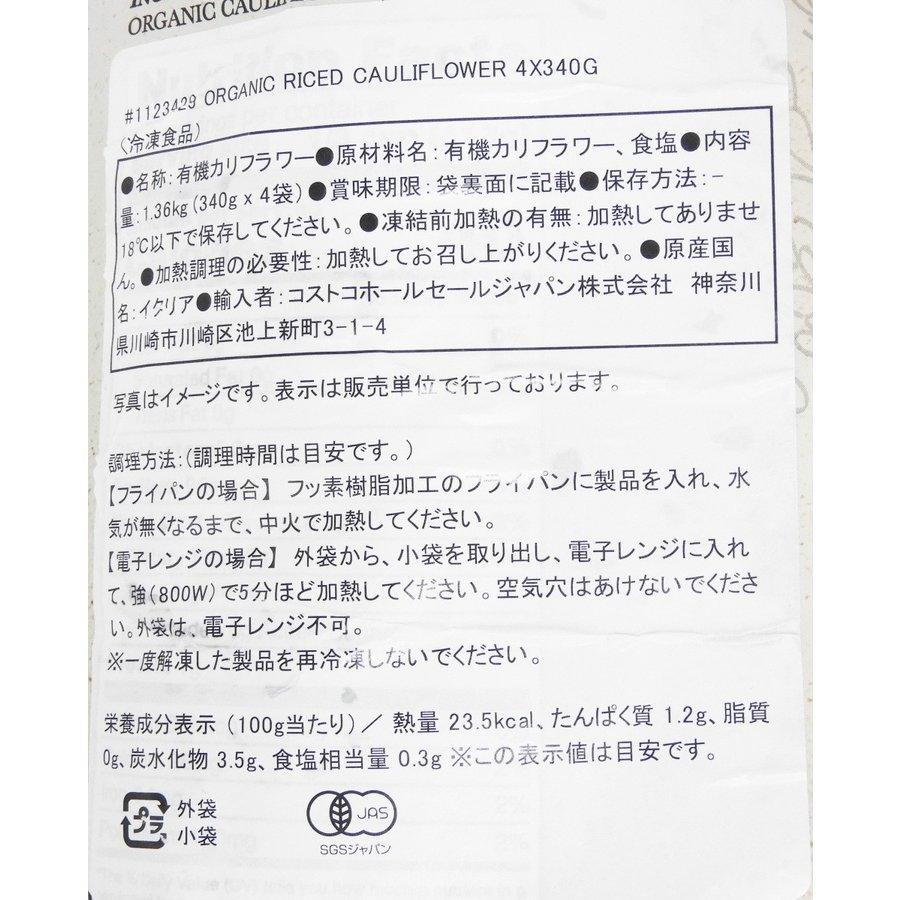 ORGANIC CAULI
#1123429 ORGANIC RICED CAULIFLOWER 4X340G
(冷凍食品)
●名称:有機カリフラワー●原材料名:有機カリフラワー、食塩●内容
量:1.36kg (340g x 4袋)●賞味期限:袋裏面に記載●保存方法:-
18℃以下で保存してください。●凍結前加熱の有無:加熱してありませ
ん。●加熱調理の必要性:加熱してお召し上がりください。●原産国
名:イタリア●輸入者:コストコホールセールジャパン株式会社 神奈川
県川崎市川崎区池上新町3-1-4
写真はイメージです。表示は販売単位で行っております。
調理方法:(調理時間は目安です。)
【フライパンの場合】 フッ素樹脂加工のフライパンに製品を入れ、水
気が無くなるまで、中火で加熱してください。
【電子レンジの場合】 外袋から、小袋を取り出し、電子レンジに入れ
て、強(800W)で5分ほど加熱してください。空気穴はあけないでくださ
い。外袋は、電子レンジ不可。
※一度解凍した製品を再冷凍しないでください。
栄養成分表示 (100g当たり)/ 熱量 23.5kcal、たんぱく質 1.2g、脂質
0g、炭水化物 3.5g、食塩相当量 0.3g ※この表示値は目安です。
プラ 外袋
小袋
JAS
SGSジャパン